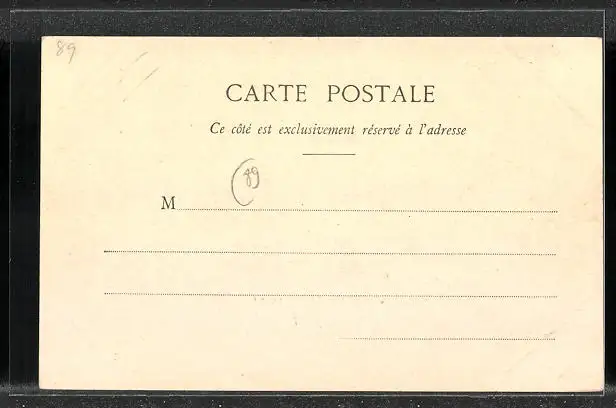 89
CARTE POSTALE
Ce côté est exclusivement réservé à l'adresse
89
M